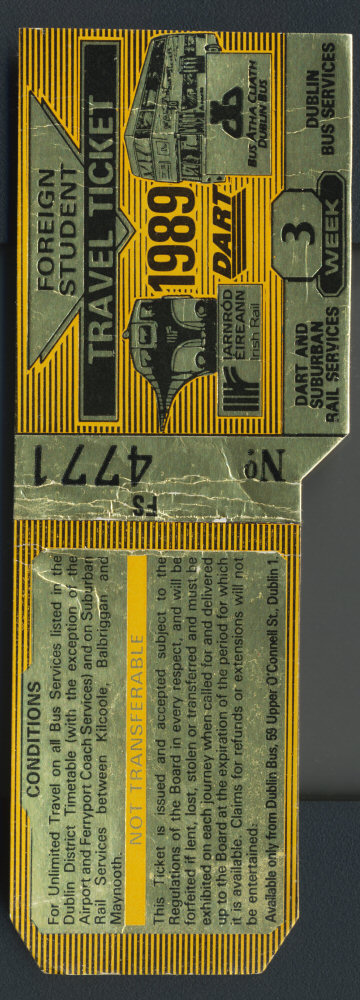 FOREIGN
STUDENT
TRAVEL TICKET
1989
DART
BUS ÁTHA CLIATH
DUBLIN BUS
IARNRÓD
ÉIREANN
Irish Rail
DART AND
SUBURBAN
RAIL SERVICES
3
WEEK
DUBLIN
BUS SERVICES
No.
FS
4771
CONDITIONS
For Unlimited Travel on all Bus Services listed in the
Dublin District Timetable (with the exception of the
Airport and Ferryport Coach Services) and on Suburban
Rail Services between Kilcoole, Balbriggan and
Maynooth.
NOT TRANSFERABLE
This Ticket is issued and accepted subject to the
Regulations of the Board in every respect, and will be
forfeited if lent, lost, stolen or transferred and must be
exhibited on each journey when called for and delivered
up to the Board at the expiration of the period for which
it is available. Claims for refunds or extensions will not
be entertained.
Available only from Dublin Bus, 59 Upper O'Connell St., Dublin 1.